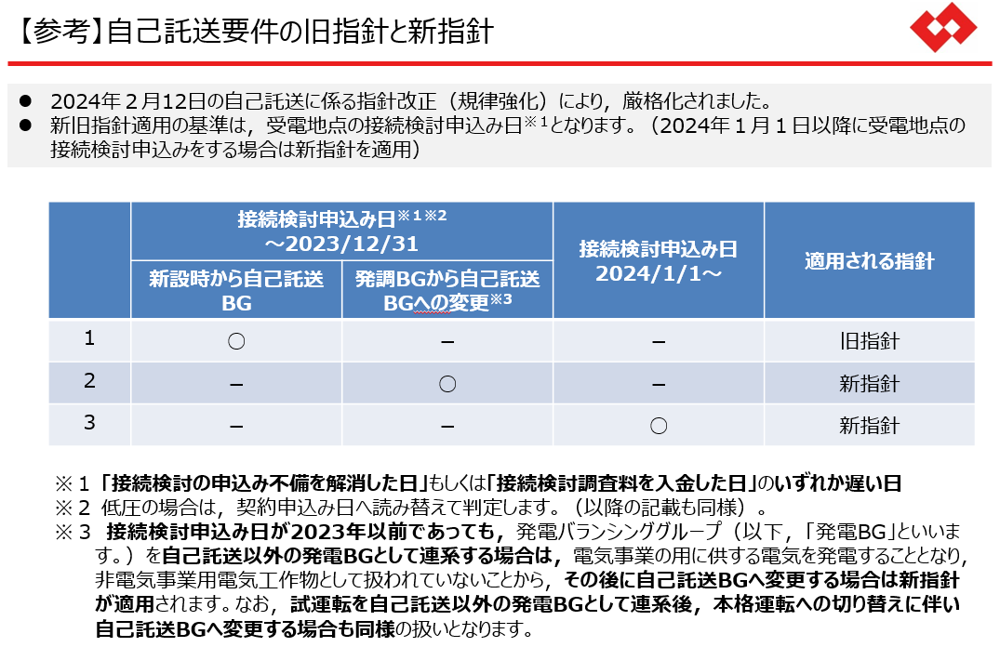 【参考】自己託送要件の旧指針と新指針
● 2024年２月12日の自己託送に係る指針改正（規律強化）により，厳格化されました。
● 新旧指針適用の基準は，受電地点の接続検討申込み日※１となります。（2024年１月１日以降に受電地点の
接続検討申込みをする場合は新指針を適用）
接続検討申込み日※１※２
～2023/12/31
接続検討申込み日
2024/1/1～
適用される指針
新設時から自己託送
BG
発調BGから自己託送
BGへの変更※3
1 ○ － － 旧指針
2 － ○ － 新指針
3 － － ○ 新指針
※１ 「接続検討の申込み不備を解消した日」もしくは「接続検討調査料を入金した日」のいずれか遅い日
※２ 低圧の場合は，契約申込み日へ読み替えて判定します。（以降の記載も同様）。
※３ 接続検討申込み日が2023年以前であっても，発電バランシンググループ（以下，「発電BG」といいま
す。）を自己託送以外の発電BGとして連系する場合は，電気事業の用に供する電気を発電することとなり，
非電気事業用電気工作物として扱われていないことから，その後に自己託送BGへ変更する場合は新指針
が適用されます。なお，試運転を自己託送以外の発電BGとして連系後，本格運転への切り替えに伴い
自己託送BGへ変更する場合も同様の扱いとなります。